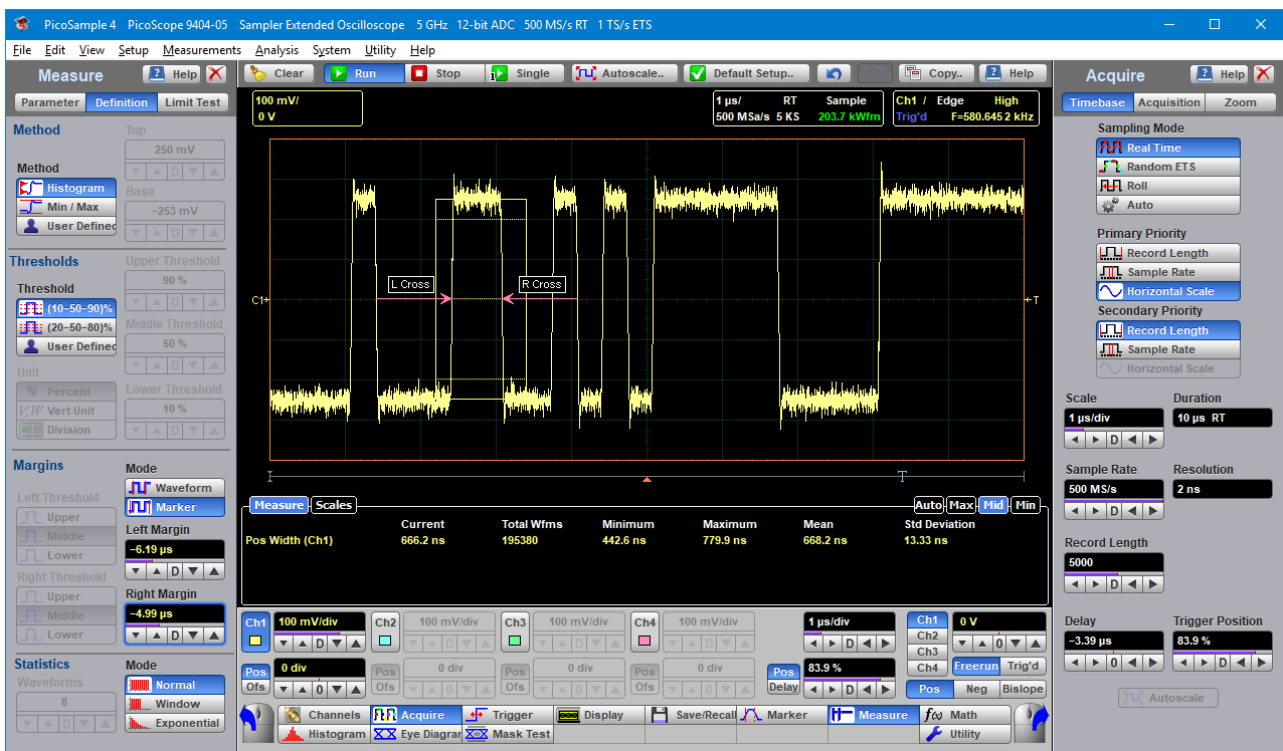 PicoSample 4 PicoScope 9404-05 Sampler Extended Oscilloscope 5 GHz 12-bit ADC 500 MS/s RT 1 TS/s ETS
File Edit View Setup Measurements Analysis System Utility Help
Measure Help
Clear Run Stop Single Autoscale.. Default Setup.. Copy.. Help
Acquire Help
Parameter Definition Limit Test
Method
Method
Histogram
Min / Max
User Defined
Top
250 mV
D
Base
-253 mV
D
Thresholds
Threshold
(10-50-90)%
(20-50-80)%
User Defined
Unit
% Percent
V,W Vert Unit
Division
Upper Threshold
90 %
D
Middle Threshold
50 %
D
Lower Threshold
10 %
D
Margins
Left Threshold
Upper
Middle
Lower
Right Threshold
Upper
Middle
Lower
Mode
Waveform
Marker
Left Margin
-6.19 µs
D
Right Margin
-4.99 µs
D
Statistics
Waveforms
8
D
Mode
Normal
Window
Exponential
100 mV/
0 V
1 µs/ RT Sample
500 MSa/s 5 KS 203.7 kWfm
Ch1 / Edge High
Trig'd F=580.645 2 kHz
L Cross R Cross
C1 T
T
Measure Scales Auto Max Mid Min
Current Total Wfms Minimum Maximum Mean Std Deviation
Pos Width (Ch1) 666.2 ns 195380 442.6 ns 779.9 ns 668.2 ns 13.33 ns
Ch1 100 mV/div Ch2 100 mV/div Ch3 100 mV/div Ch4 100 mV/div 1 µs/div Ch1 0 V
D D D D D Ch2 0
Ch3
Pos 0 div Pos 0 div Pos 0 div Pos 0 div Pos 83.9 % Ch4 Freerun Trig'd
Ofs 0 Ofs 0 Ofs 0 Ofs 0 Delay D Pos Neg Bislope
Channels Acquire Trigger Display Save/Recall Marker Measure f(x) Math
Histogram Eye Diagram Mask Test Utility
Timebase Acquisition Zoom
Sampling Mode
Real Time
Random ETS
Roll
Auto
Primary Priority
Record Length
Sample Rate
Horizontal Scale
Secondary Priority
Record Length
Sample Rate
Horizontal Scale
Scale Duration
1 µs/div 10 µs RT
D
Sample Rate Resolution
500 MS/s 2 ns
D
Record Length
5000
D
Delay Trigger Position
-3.39 µs 83.9 %
0 D
Autoscale